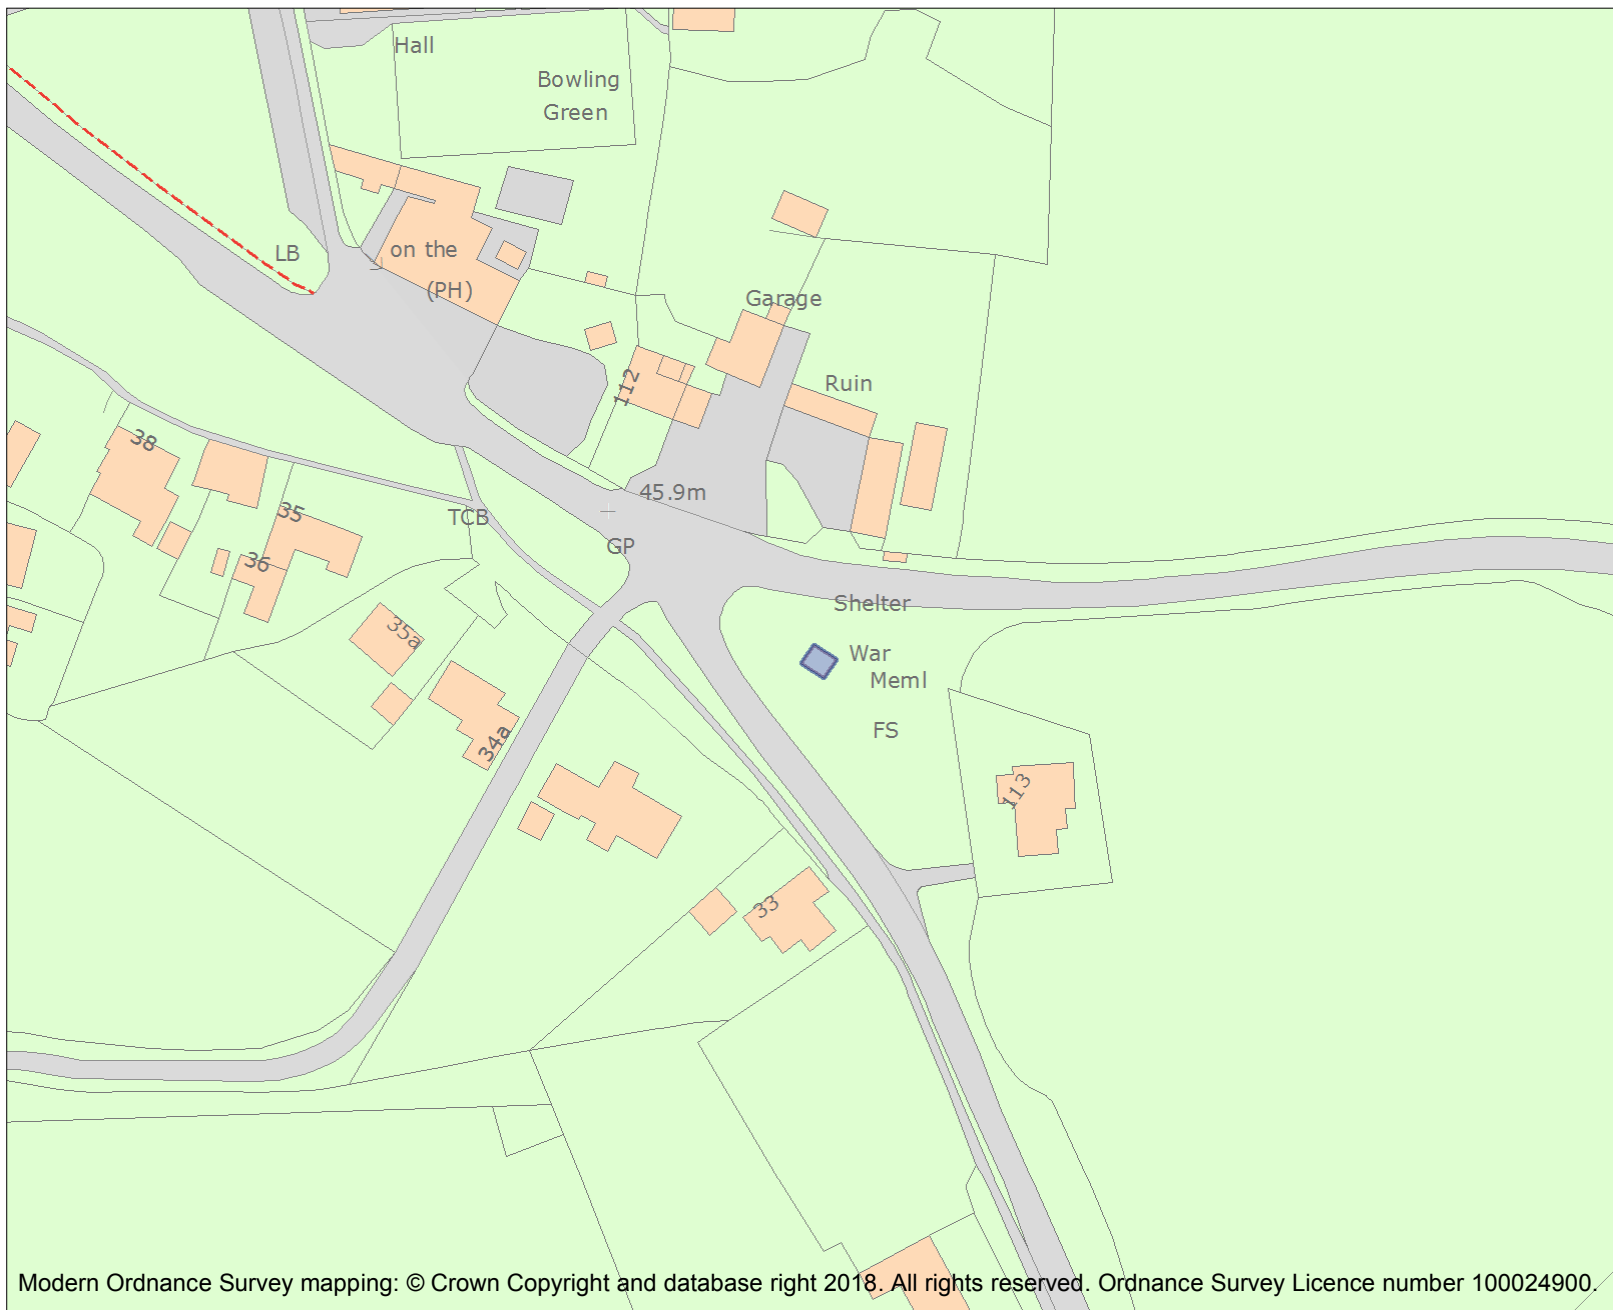 Hall
Bowling
Green
LB
on the
(PH)
Garage
112
Ruin
38
45.9m
35
TCB
GP
36
Shelter
35a
War
Meml
FS
34a
113
33
Modern Ordnance Survey mapping: © Crown Copyright and database right 2018. All rights reserved. Ordnance Survey Licence number 100024900.